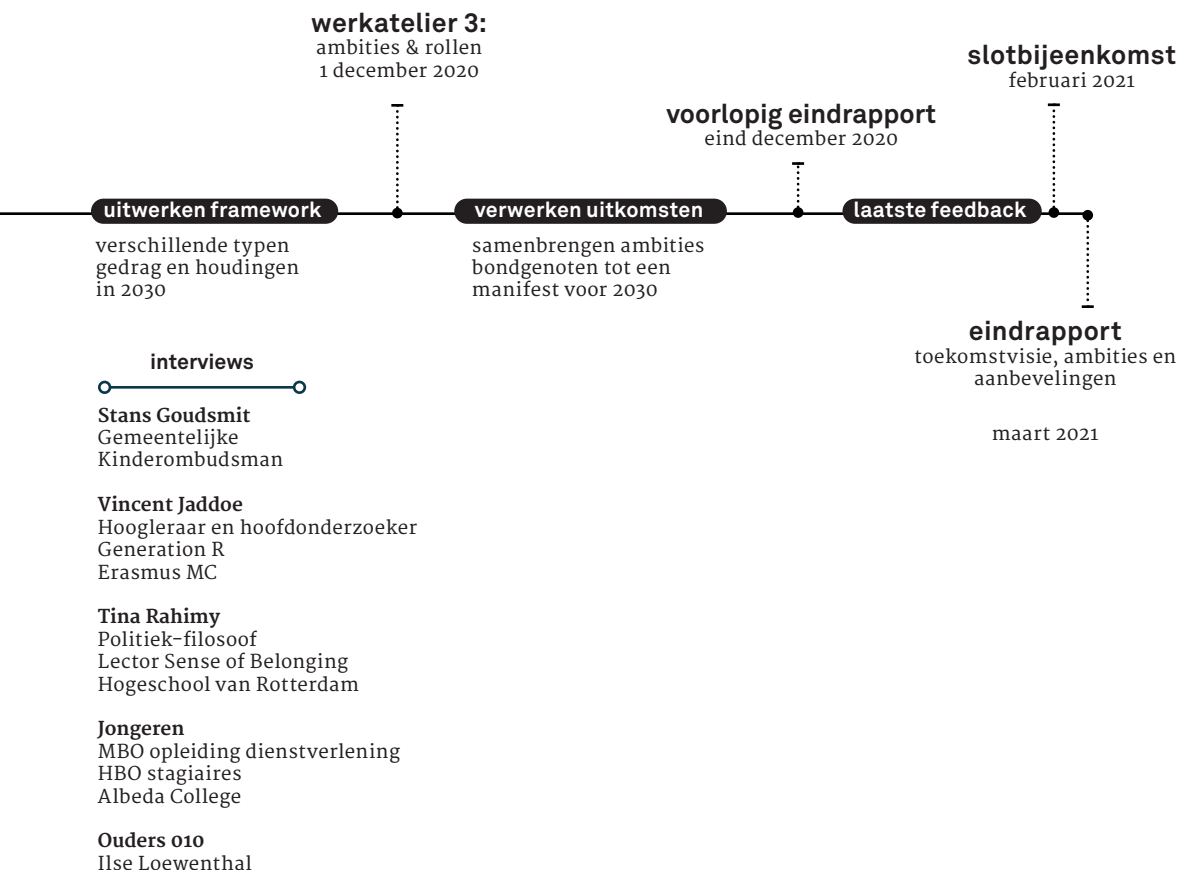 werkatelier 3:
ambities & rollen
1 december 2020
slotbijeenkomst
februari 2021
voorlopig eindrapport
eind december 2020
uitwerken framework
verwerken uitkomsten
laatste feedback
verschillende typen
gedrag en houdingen
in 2030
samenbrengen ambities
bondgenoten tot een
manifest voor 2030
eindrapport
toekomstvisie, ambities en
aanbevelingen
maart 2021
interviews
Stans Goudsmit
Gemeentelijke
Kinderombudsman
Vincent Jaddoe
Hoogleraar en hoofdonderzoeker
Generation R
Erasmus MC
Tina Rahimy
Politiek-filosoof
Lector Sense of Belonging
Hogeschool van Rotterdam
Jongeren
MBO opleiding dienstverlening
HBO stagiaires
Albeda College
Ouders 010
Ilse Loewenthal